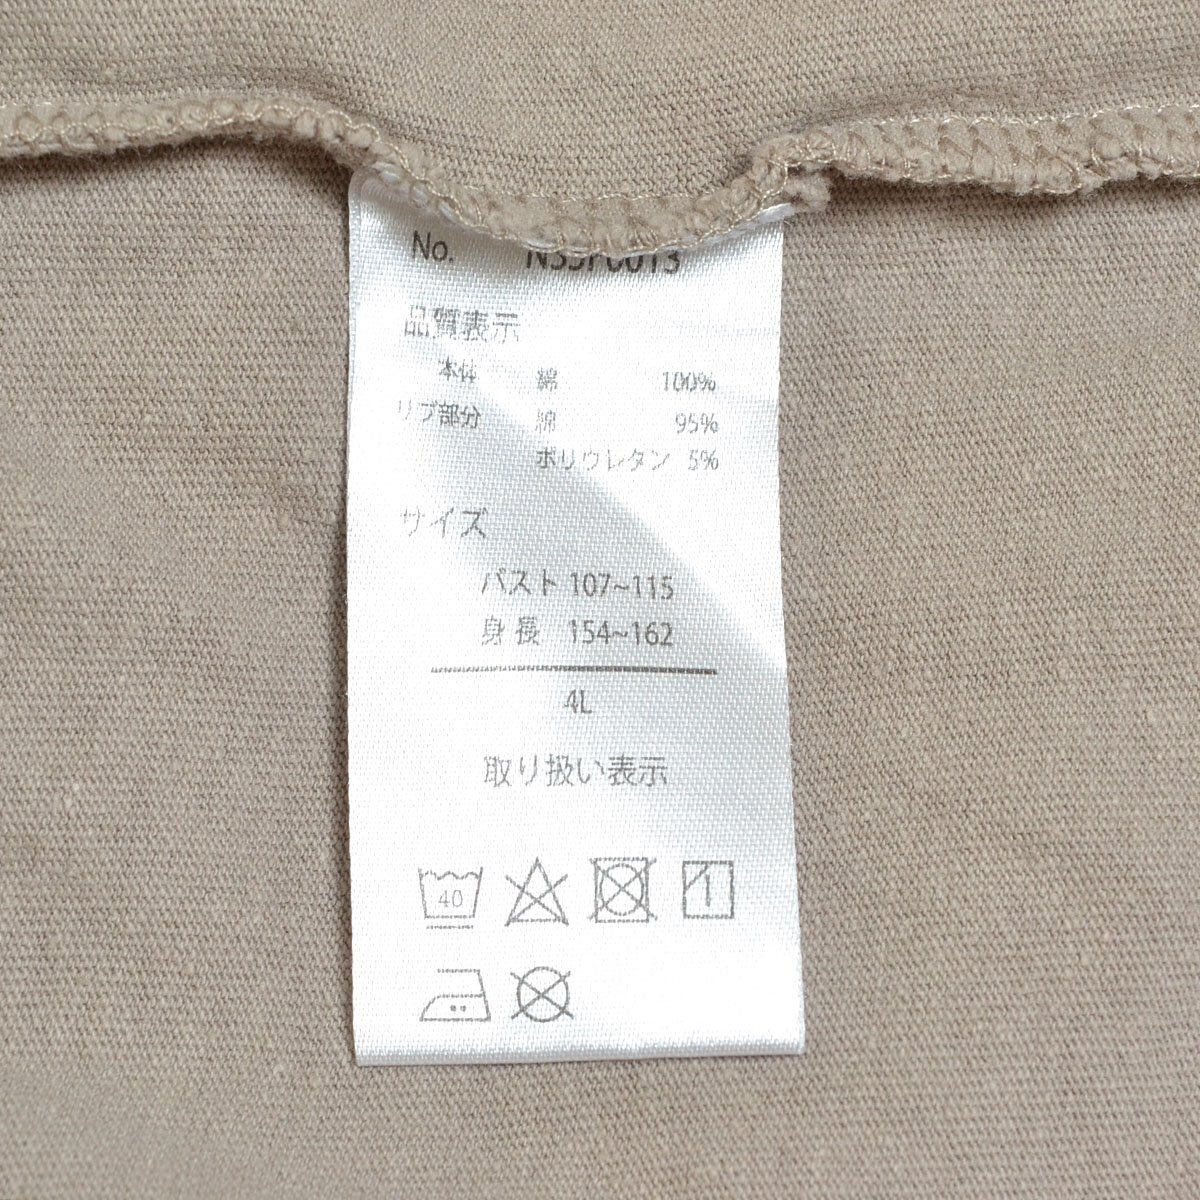 No.
品質表示
本体 綿 100%
リブ部分 綿 95%
ポリウレタン 5%
サイズ
バスト 107~115
身長 154~162
4L
取り扱い表示
40